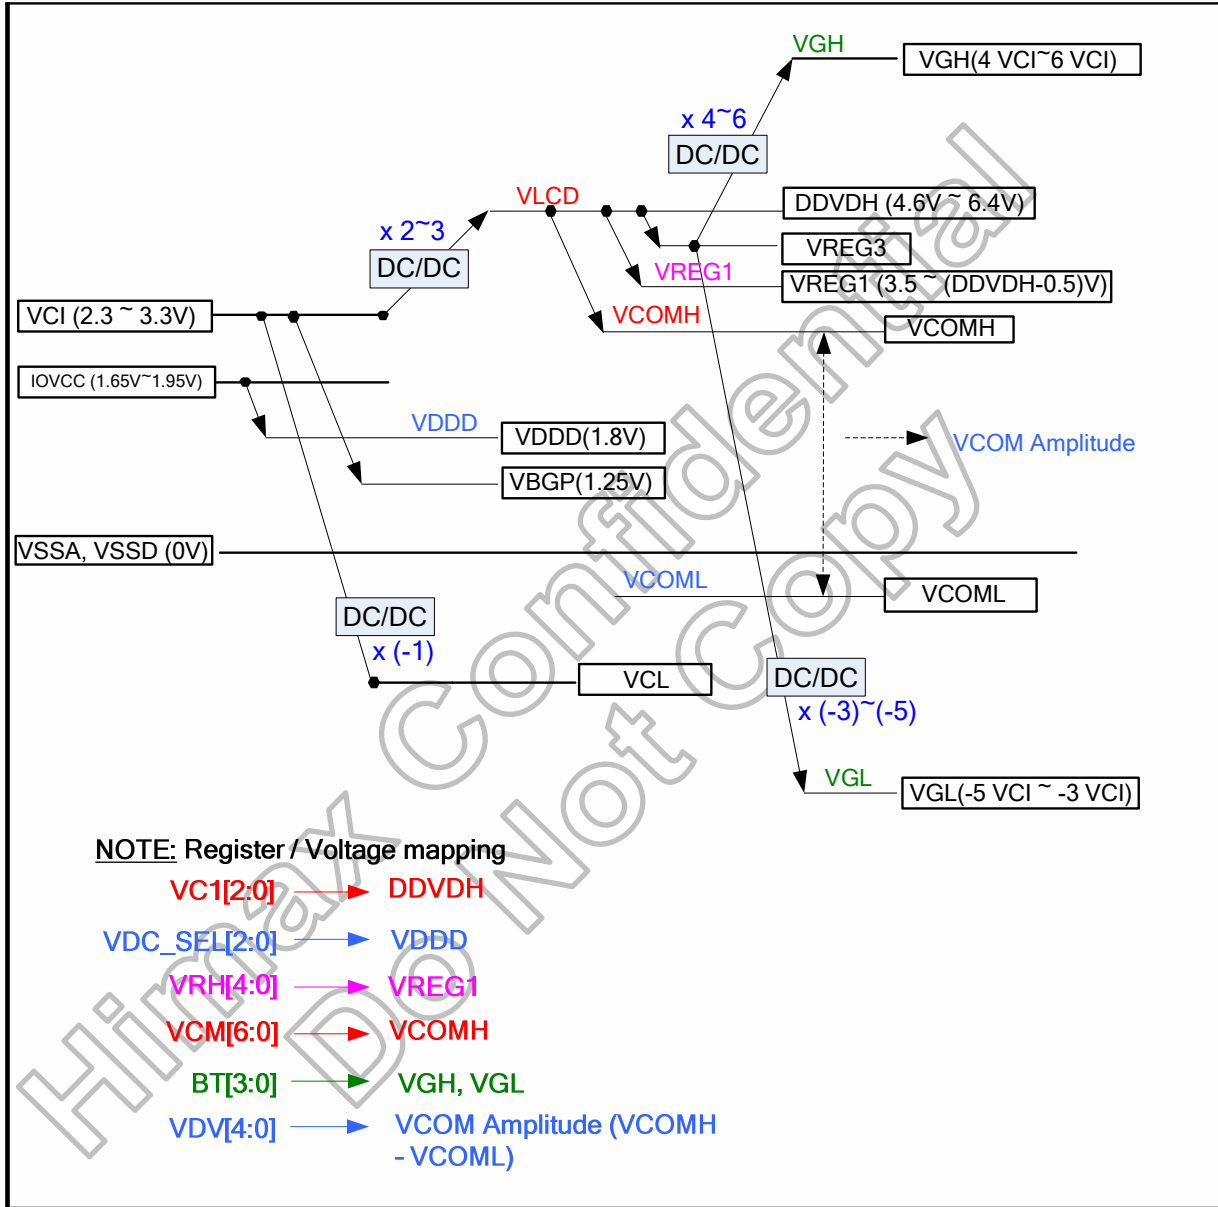 VGH
VGH(4 VCI~6 VCI)
x 4~6
DC/DC
VLCD
DDVDH (4.6V ~ 6.4V)
x 2~3
DC/DC
VREG3
VREG1
VREG1 (3.5 ~ (DDVDH-0.5)V)
VCI (2.3 ~ 3.3V)
VCOMH
VCOMH
IOVCC (1.65V~1.95V)
VDDD
VDDD(1.8V)
VCOM Amplitude
VBGP(1.25V)
VSSA, VSSD (0V)
VCOML
VCOML
DC/DC
x (-1)
VCL
DC/DC
x (-3)~(-5)
VGL
VGL(-5 VCI ~ -3 VCI)
NOTE: Register / Voltage mapping
VC1[2:0] DDVDH
VDC_SEL[2:0] VDDD
VRH[4:0] VREG1
VCM[6:0] VCOMH
BT[3:0] VGH, VGL
VDV[4:0] VCOM Amplitude (VCOMH
- VCOML)
Himax Confidential
Do Not Copy